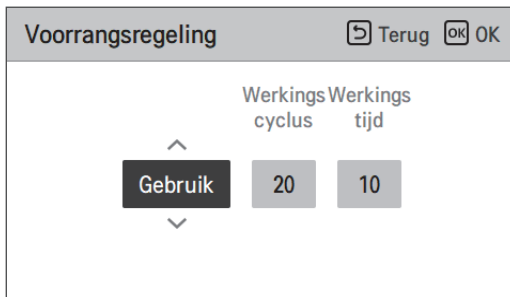 Voorrangsregeling Terug OK OK
Werkings Werkings
cyclus tijd
Gebruik 20 10